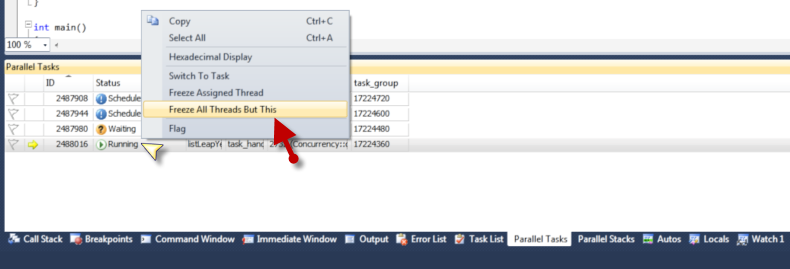 }
int main()
100 %
Copy Ctrl+C
Select All Ctrl+A
Hexadecimal Display
Switch To Task
Freeze Assigned Thread
Freeze All Threads But This
Flag
Parallel Tasks
ID Status task_group
2487908 Schedule 17224720
2487944 Schedule 17224600
2487980 Waiting 17224480
2488016 Running listLeapY( task_hanc Concurrency:: 17224360
Call Stack Breakpoints Command Window Immediate Window Output Error List Task List Parallel Tasks Parallel Stacks Autos Locals Watch 1